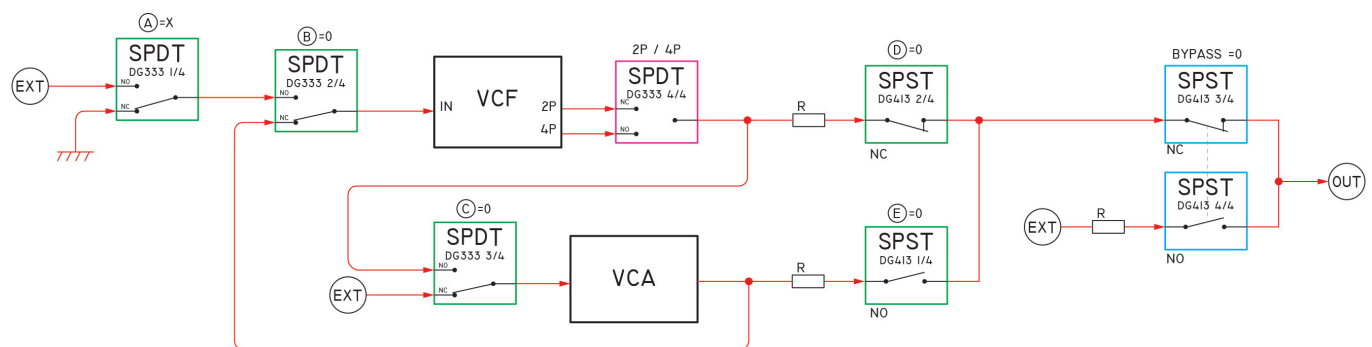 Ⓐ=X
SPDT
DG333 1/4
NO
NC
EXT
Ⓑ=0
SPDT
DG333 2/4
NO
NC
VCF
IN
2P
4P
2P / 4P
SPDT
DG333 4/4
NC
NO
R
Ⓓ=0
SPST
DG413 2/4
NC
BYPASS =0
SPST
DG413 3/4
NC
SPST
DG413 4/4
NO
EXT
R
OUT
Ⓒ=0
SPDT
DG333 3/4
NO
NC
EXT
VCA
R
Ⓔ=0
SPST
DG413 1/4
NO